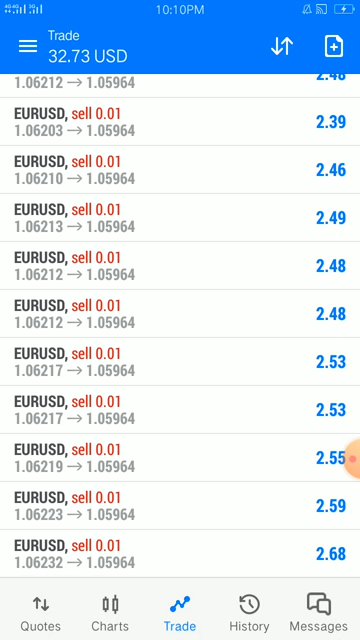 10:10PM
Trade
32.73 USD
2.48
1.06212 → 1.05964
EURUSD, sell 0.01
2.39
1.06203 → 1.05964
EURUSD, sell 0.01
2.46
1.06210 → 1.05964
EURUSD, sell 0.01
2.49
1.06213 → 1.05964
EURUSD, sell 0.01
2.48
1.06212 → 1.05964
EURUSD, sell 0.01
2.48
1.06212 → 1.05964
EURUSD, sell 0.01
2.53
1.06217 → 1.05964
EURUSD, sell 0.01
2.53
1.06217 → 1.05964
EURUSD, sell 0.01
2.55
1.06219 → 1.05964
EURUSD, sell 0.01
2.59
1.06223 → 1.05964
EURUSD, sell 0.01
2.68
1.06232 → 1.05964
Quotes Charts Trade History Messages